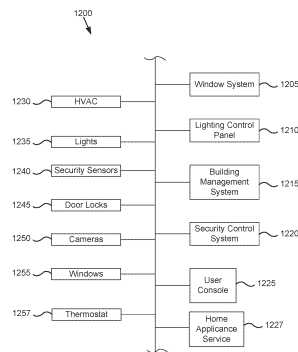 1200
Window System
1205
1230
HVAC
Lighting Control
Panel
1210
1235
Lights
1240
Security Sensors
Building
Management
System
1215
1245
Door Locks
1250
Cameras
Security Control
System
1220
1255
Windows
User
Console
1225
1257
Thermostat
Home
Applicance
Service
1227